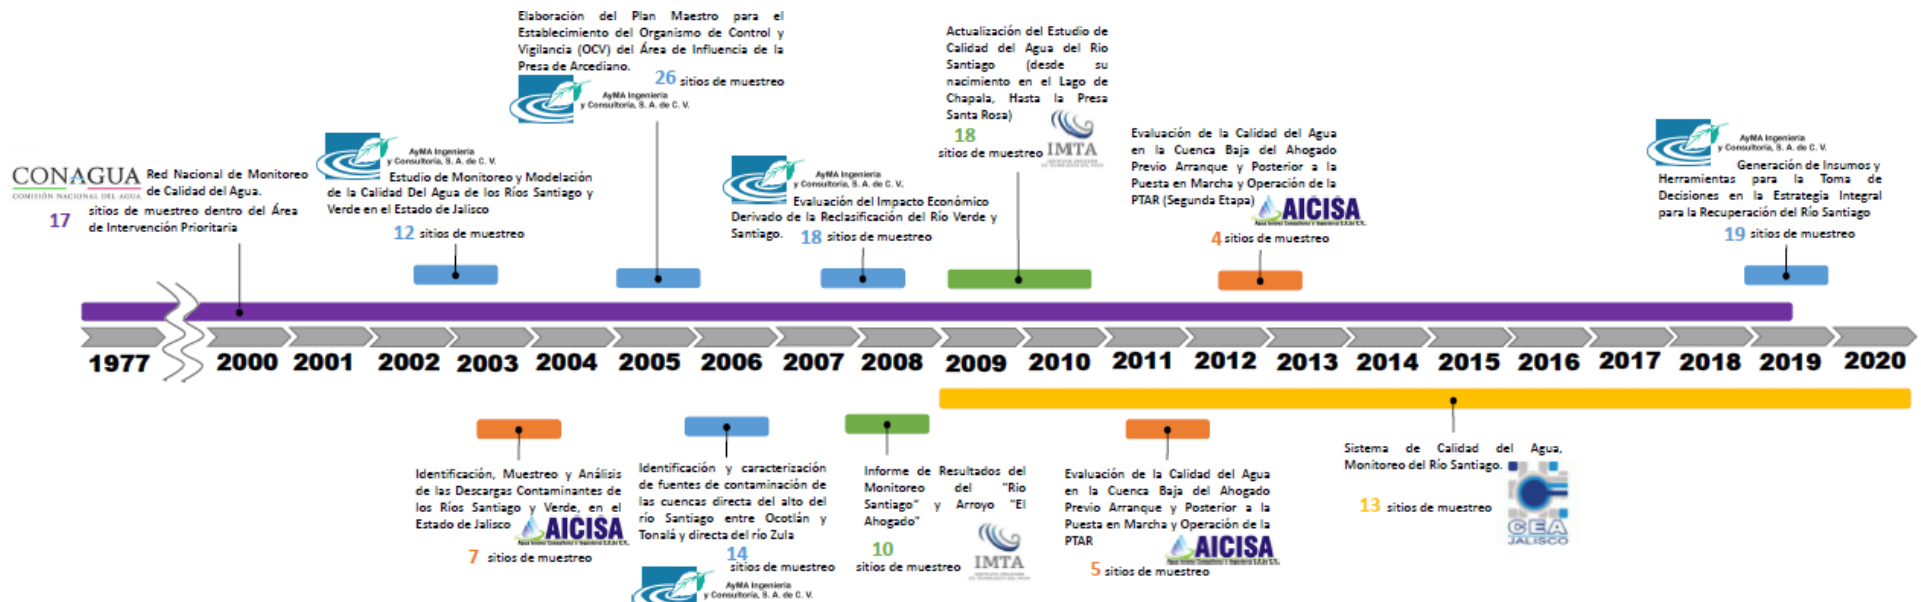 CONAGUA
COMISIÓN NACIONAL DEL AGUA
Red Nacional de Monitoreo
de Calidad del Agua.
17 sitios de muestreo dentro del Área
de Intervención Prioritaria
AyMA Ingeniería
y Consultoría, S. A. de C. V.
Estudio de Monitoreo y Modelación
de la Calidad Del Agua de los Ríos Santiago y
Verde en el Estado de Jalisco
12 sitios de muestreo
Elaboración del Plan Maestro para el
Establecimiento del Organismo de Control y
Vigilancia (OCV) del Área de Influencia de la
Presa de Arcediano.
26 sitios de muestreo
AyMA Ingeniería
y Consultoría, S. A. de C. V.
AyMA Ingeniería
y Consultoría, S. A. de C. V.
Evaluación del Impacto Económico
Derivado de la Reclasificación del Río Verde y
Santiago.
18 sitios de muestreo
Actualización del Estudio de
Calidad del Agua del Río
Santiago (desde su
nacimiento en el Lago de
Chapala, Hasta la Presa
Santa Rosa)
18
sitios de muestreo
IMTA
Evaluación de la Calidad del Agua
en la Cuenca Baja del Ahogado
Previo Arranque y Posterior a la
Puesta en Marcha y Operación de la
PTAR (Segunda Etapa)
AICISA
4 sitios de muestreo
AyMA Ingeniería
y Consultoría, S. A. de C. V.
Generación de Insumos y
Herramientas para la Toma de
Decisiones en la Estrategia Integral
para la Recuperación del Río Santiago
19 sitios de muestreo
1977 2000 2001 2002 2003 2004 2005 2006 2007 2008 2009 2010 2011 2012 2013 2014 2015 2016 2017 2018 2019 2020
Identificación, Muestreo y Análisis
de las Descargas Contaminantes de
los Ríos Santiago y Verde, en el
Estado de Jalisco
AICISA
7 sitios de muestreo
Identificación y caracterización
de fuentes de contaminación de
las cuencas directa del alto del
río Santiago entre Ocotlán y
Tonalá y directa del río Zula
14
sitios de muestreo
AyMA Ingeniería
y Consultoría, S. A. de C. V.
Informe de Resultados del
Monitoreo del "Rio
Santiago" y Arroyo "El
Ahogado"
10
sitios de muestreo
IMTA
Evaluación de la Calidad del Agua
en la Cuenca Baja del Ahogado
Previo Arranque y Posterior a la
Puesta en Marcha y Operación de la
PTAR
AICISA
5 sitios de muestreo
Sistema de Calidad del Agua,
Monitoreo del Río Santiago.
13 sitios de muestreo
CEA
JALISCO